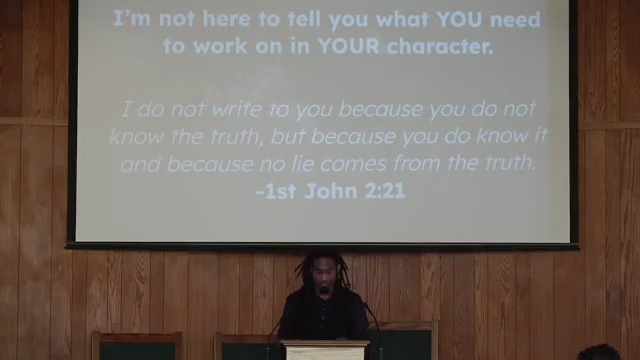 I'm not here to tell you what YOU need
to work on in YOUR character.
I do not write to you because you do not
know the truth, but because you do know it
and because no lie comes from the truth.
-1st John 2:21